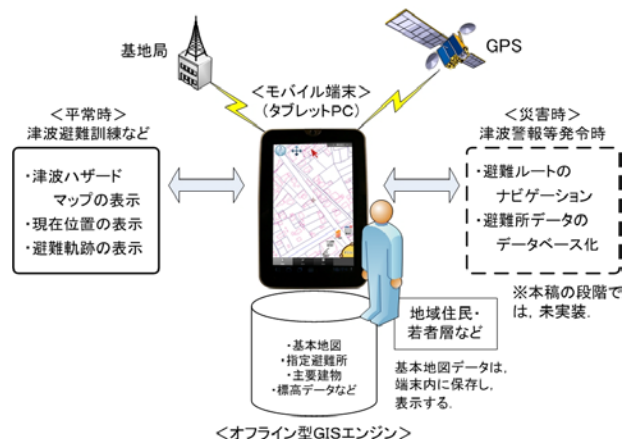 基地局
GPS
<モバイル端末>
(タブレットPC)
<平常時>
津波避難訓練など
・津波ハザード
マップの表示
・現在位置の表示
・避難軌跡の表示
<災害時>
津波警報等発令時
・避難ルートの
ナビゲーション
・避難所データの
データベース化
※本稿の段階で
は,未実装.
地域住民・
若者層など
基本地図データは,
端末内に保存し,
表示する.
・基本地図
・指定避難所
・主要建物
・標高データなど
<オフライン型GISエンジン>